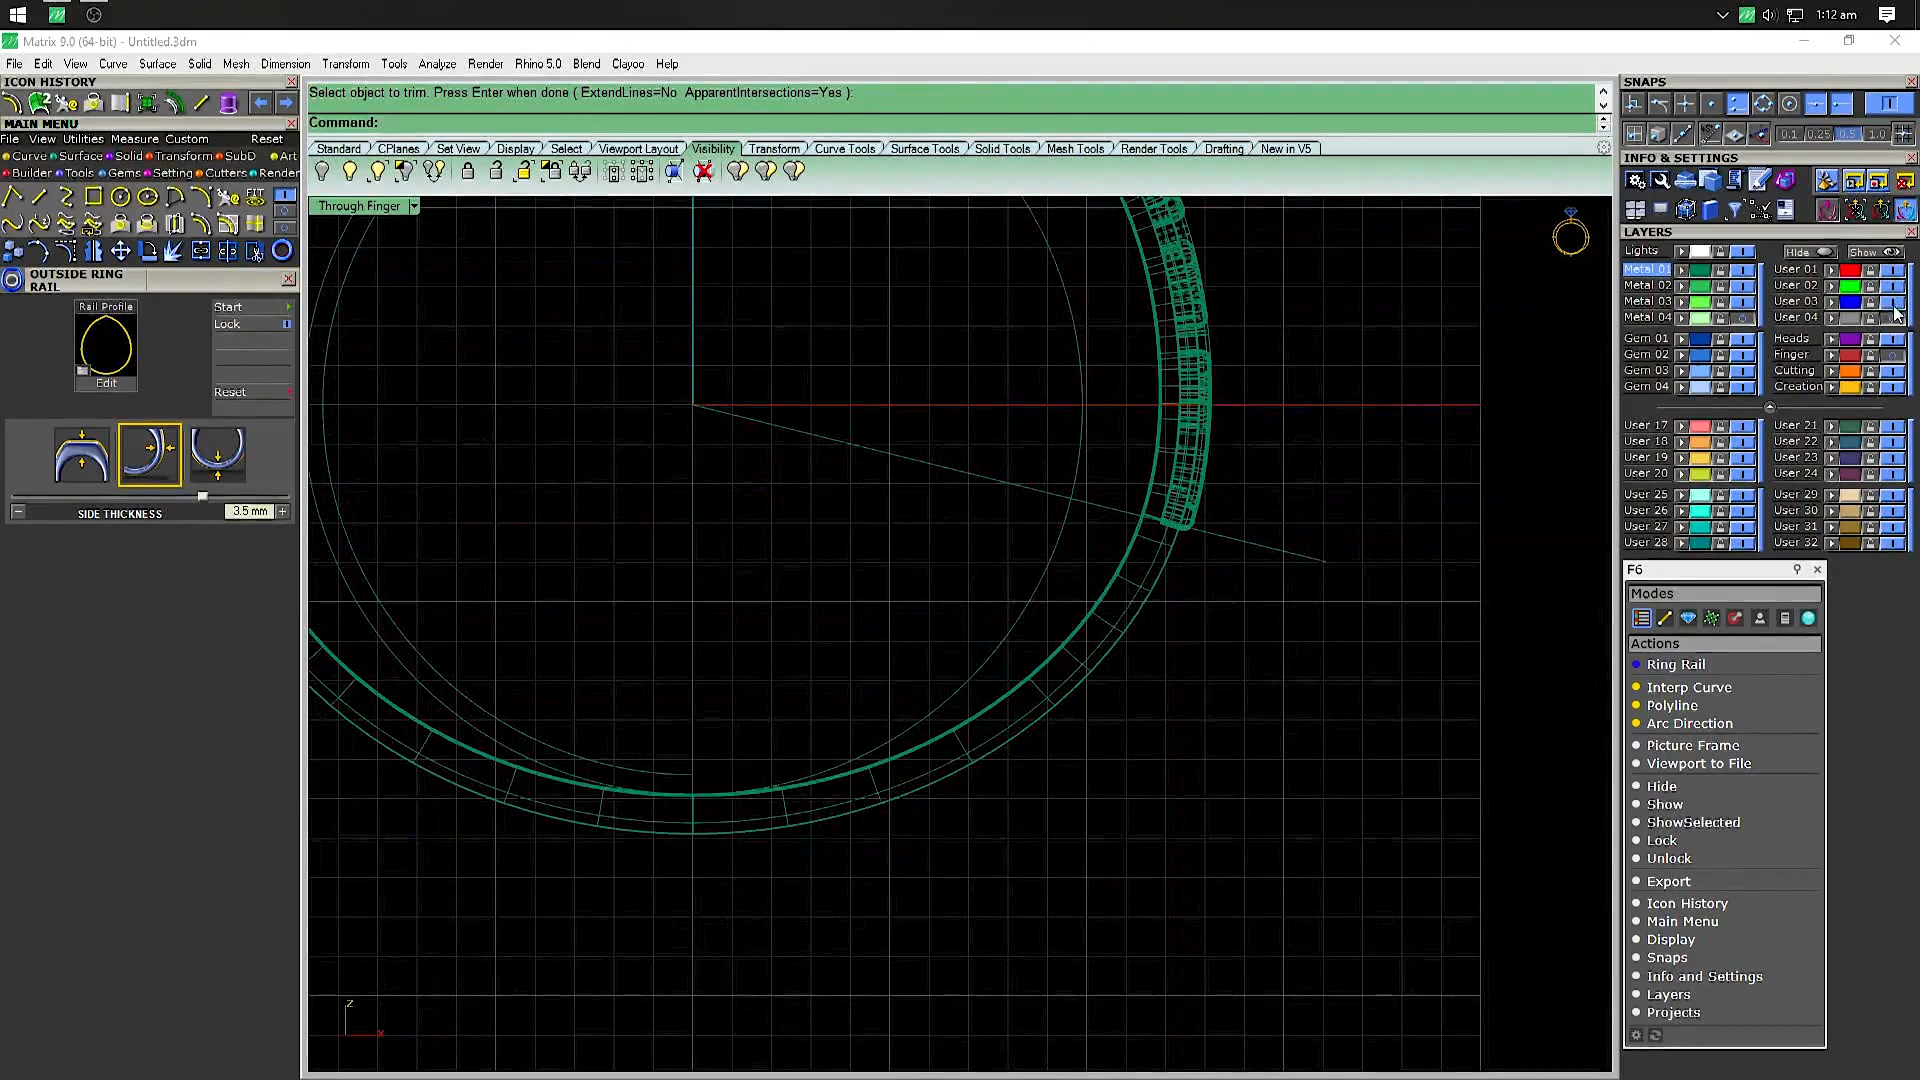 1:12 am
Matrix 9.0 (64-bit) - Untitled.3dm
File Edit View Curve Surface Solid Mesh Dimension Transform Tools Analyze Render Rhino 5.0 Blend Clayoo Help
ICON HISTORY
MAIN MENU
File View Utilities Measure Custom Reset
Curve Surface Solid Transform SubD Art
Builder Tools Gems Setting Cutters Render
FIT
OUTSIDE RING
RAIL
Rail Profile
Edit
Start
Lock
Reset
SIDE THICKNESS
3.5 mm
Select object to trim. Press Enter when done ( ExtendLines=No ApparentIntersections=Yes ):
Command:
Standard CPlanes Set View Display Select Viewport Layout Visibility Transform Curve Tools Surface Tools Solid Tools Mesh Tools Render Tools Drafting New in V5
Through Finger
z
x
SNAPS
0.1 0.25 0.5 1.0
INFO & SETTINGS
LAYERS
Lights Hide Show
Metal 01 User 01
Metal 02 User 02
Metal 03 User 03
Metal 04 User 04
Gem 01 Heads
Gem 02 Finger
Gem 03 Cutting
Gem 04 Creation
User 17 User 21
User 18 User 22
User 19 User 23
User 20 User 24
User 25 User 29
User 26 User 30
User 27 User 31
User 28 User 32
F6
Modes
Actions
Ring Rail
Interp Curve
Polyline
Arc Direction
Picture Frame
Viewport to File
Hide
Show
ShowSelected
Lock
Unlock
Export
Icon History
Main Menu
Display
Snaps
Info and Settings
Layers
Projects